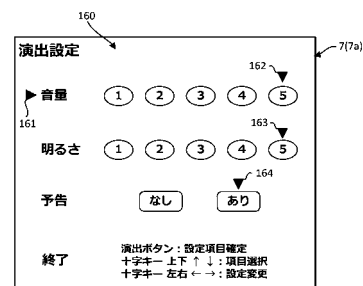 160
演出設定
7(7a)
162
音量 1 2 3 4 5
161
163
明るさ 1 2 3 4 5
164
予告 なし あり
終了
演出ボタン：設定項目確定
十字キー 上下 ↑ ↓：項目選択
十字キー 左右 ← →：設定変更